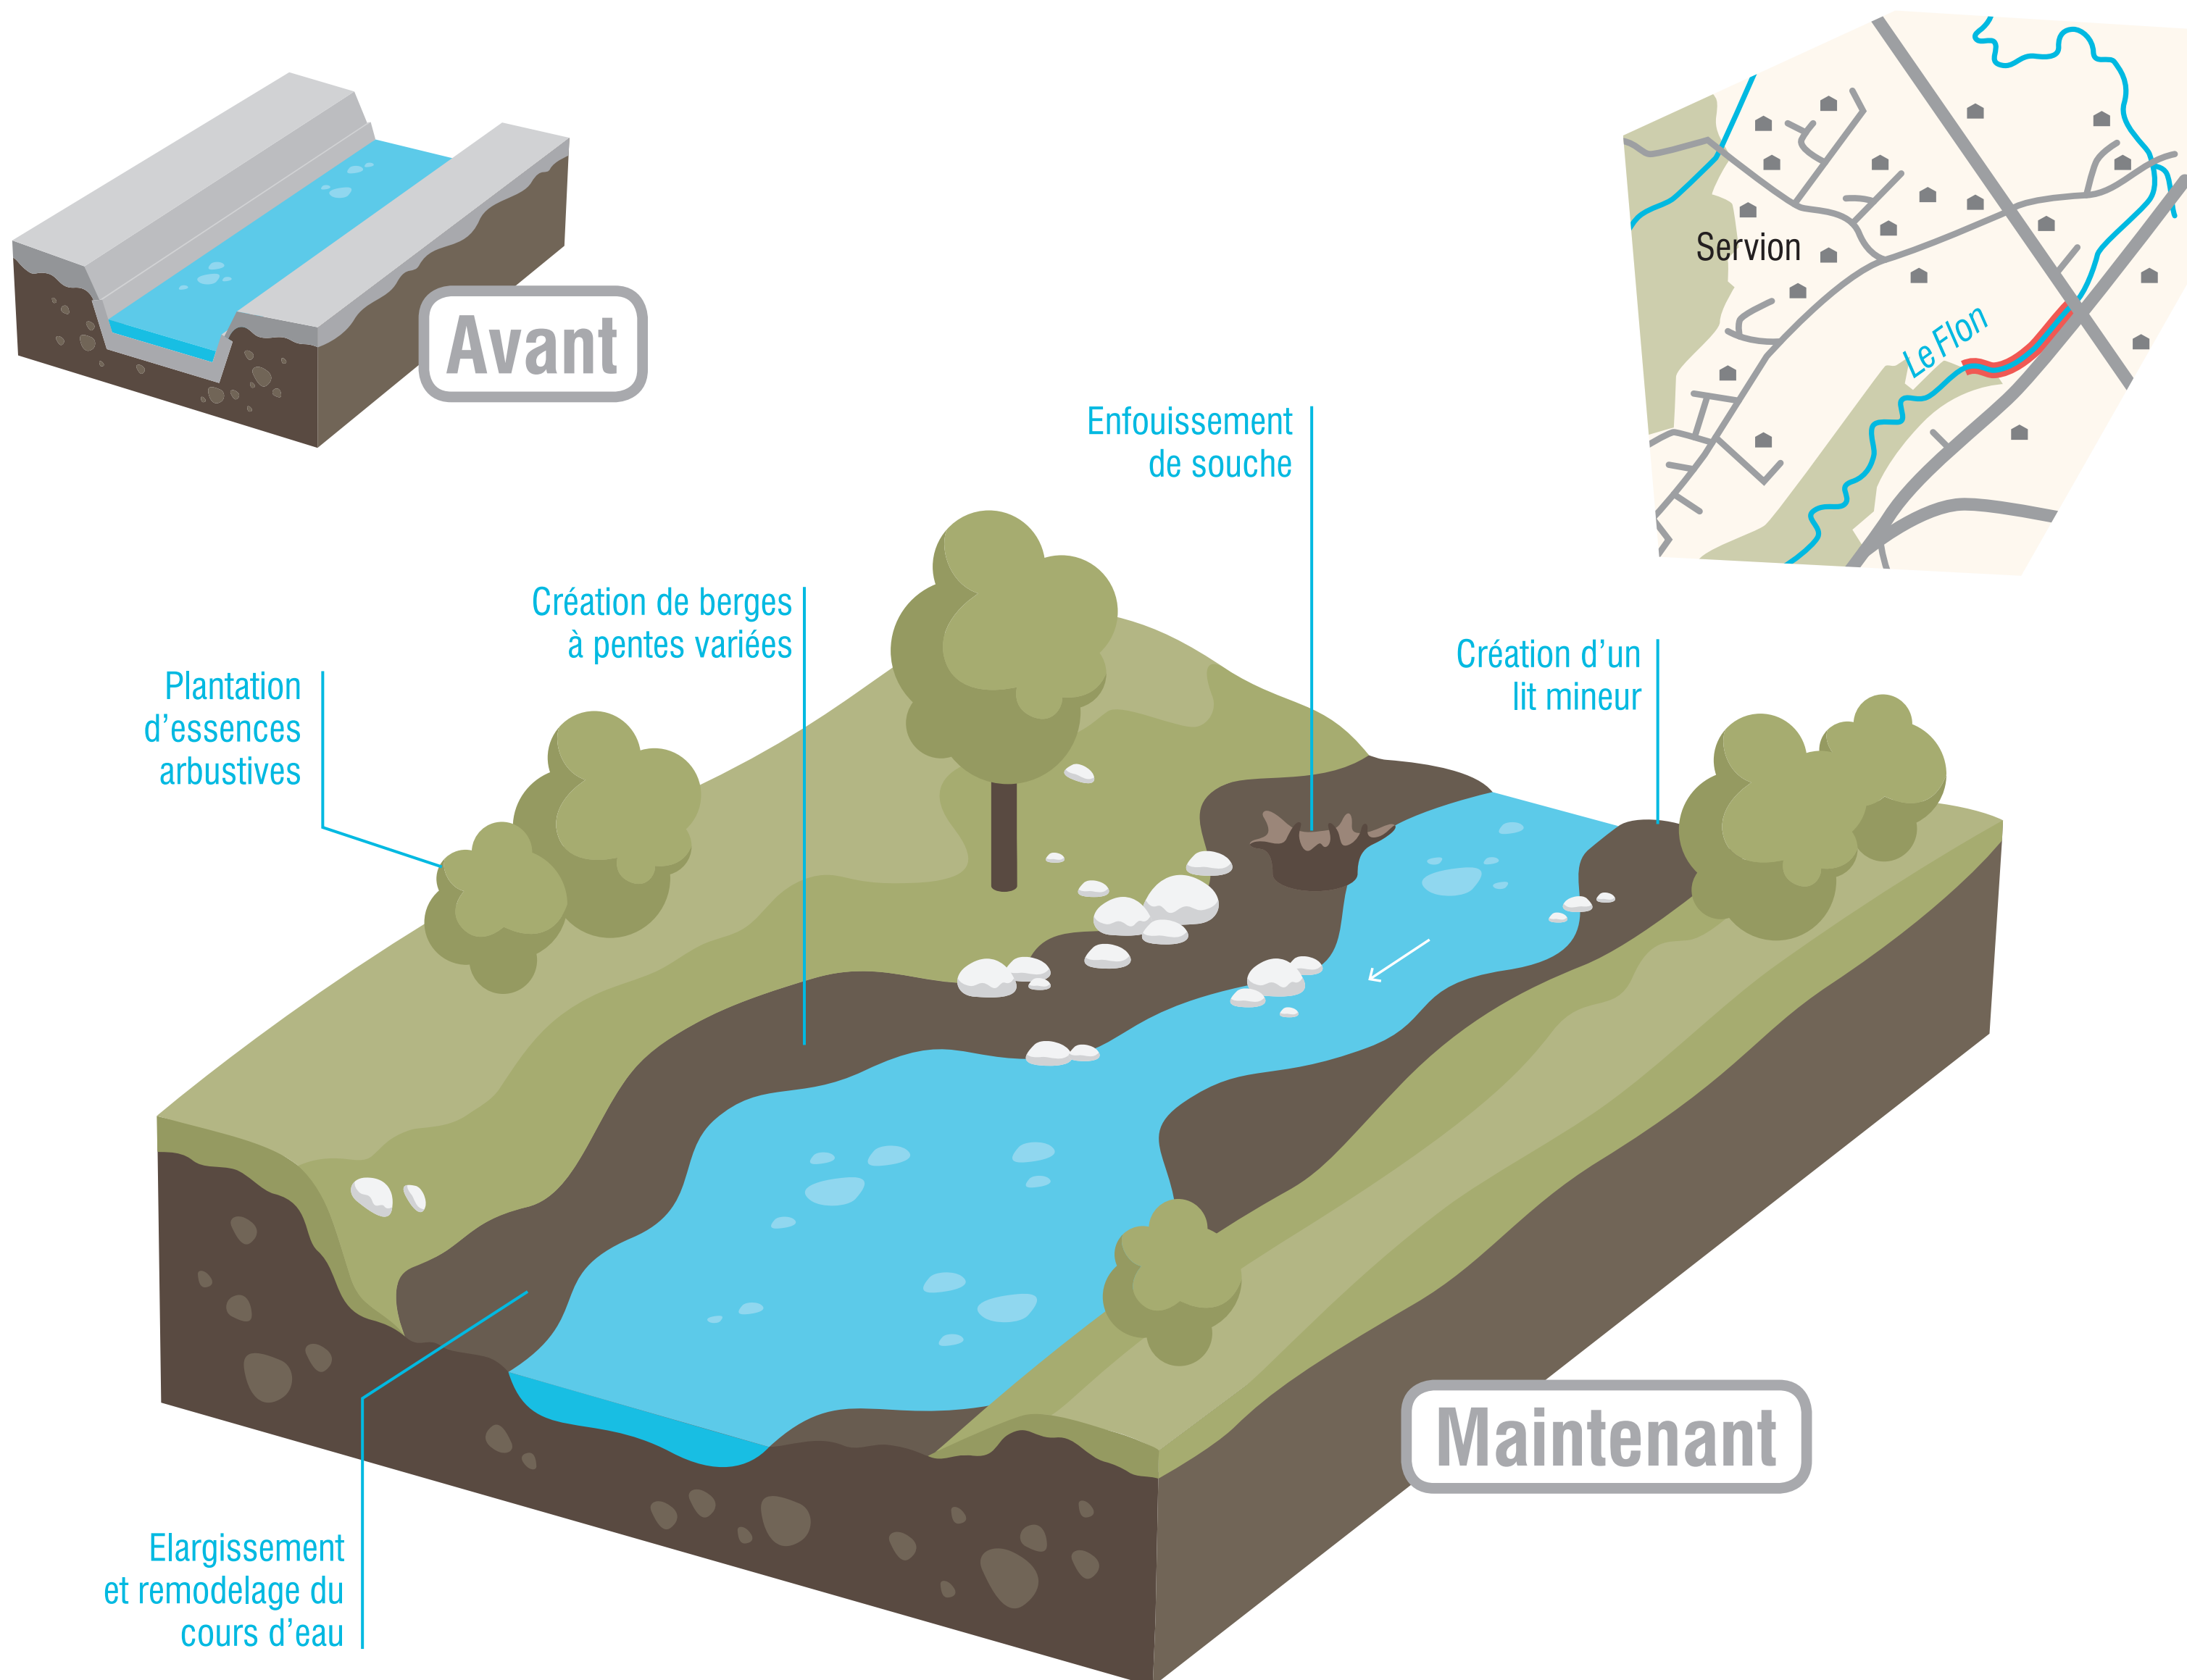 Avant
Servion
Le Flon
Enfouissement
de souche
Création de berges
à pentes variées
Création d’un
lit mineur
Plantation
d’essences
arbustives
Maintenant
Elargissement
et remodelage du
cours d’eau